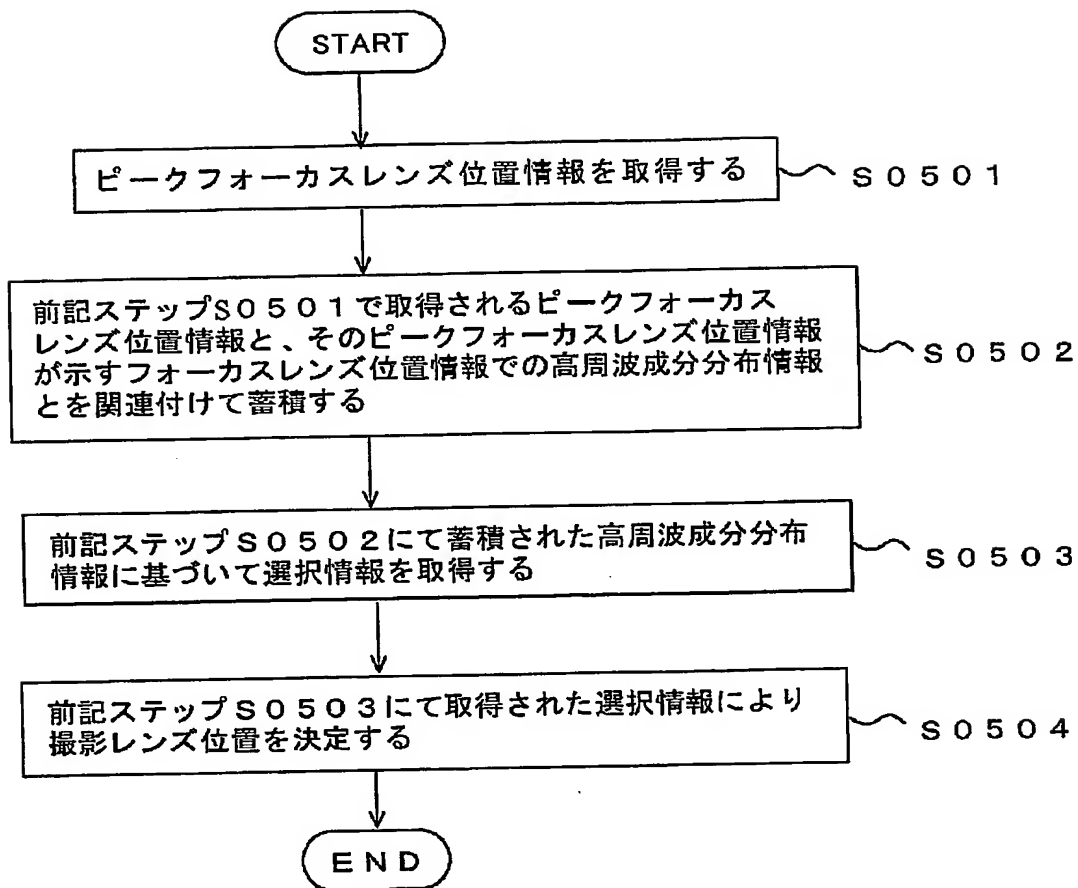 START
ピークフォーカスレンズ位置情報を取得する
S0501
前記ステップS0501で取得されるピークフォーカス
レンズ位置情報と、そのピークフォーカスレンズ位置情報
が示すフォーカスレンズ位置情報での高周波成分分布情報
とを関連付けて蓄積する
S0502
前記ステップS0502にて蓄積された高周波成分分布
情報に基づいて選択情報を取得する
S0503
前記ステップS0503にて取得された選択情報により
撮影レンズ位置を決定する
S0504
END